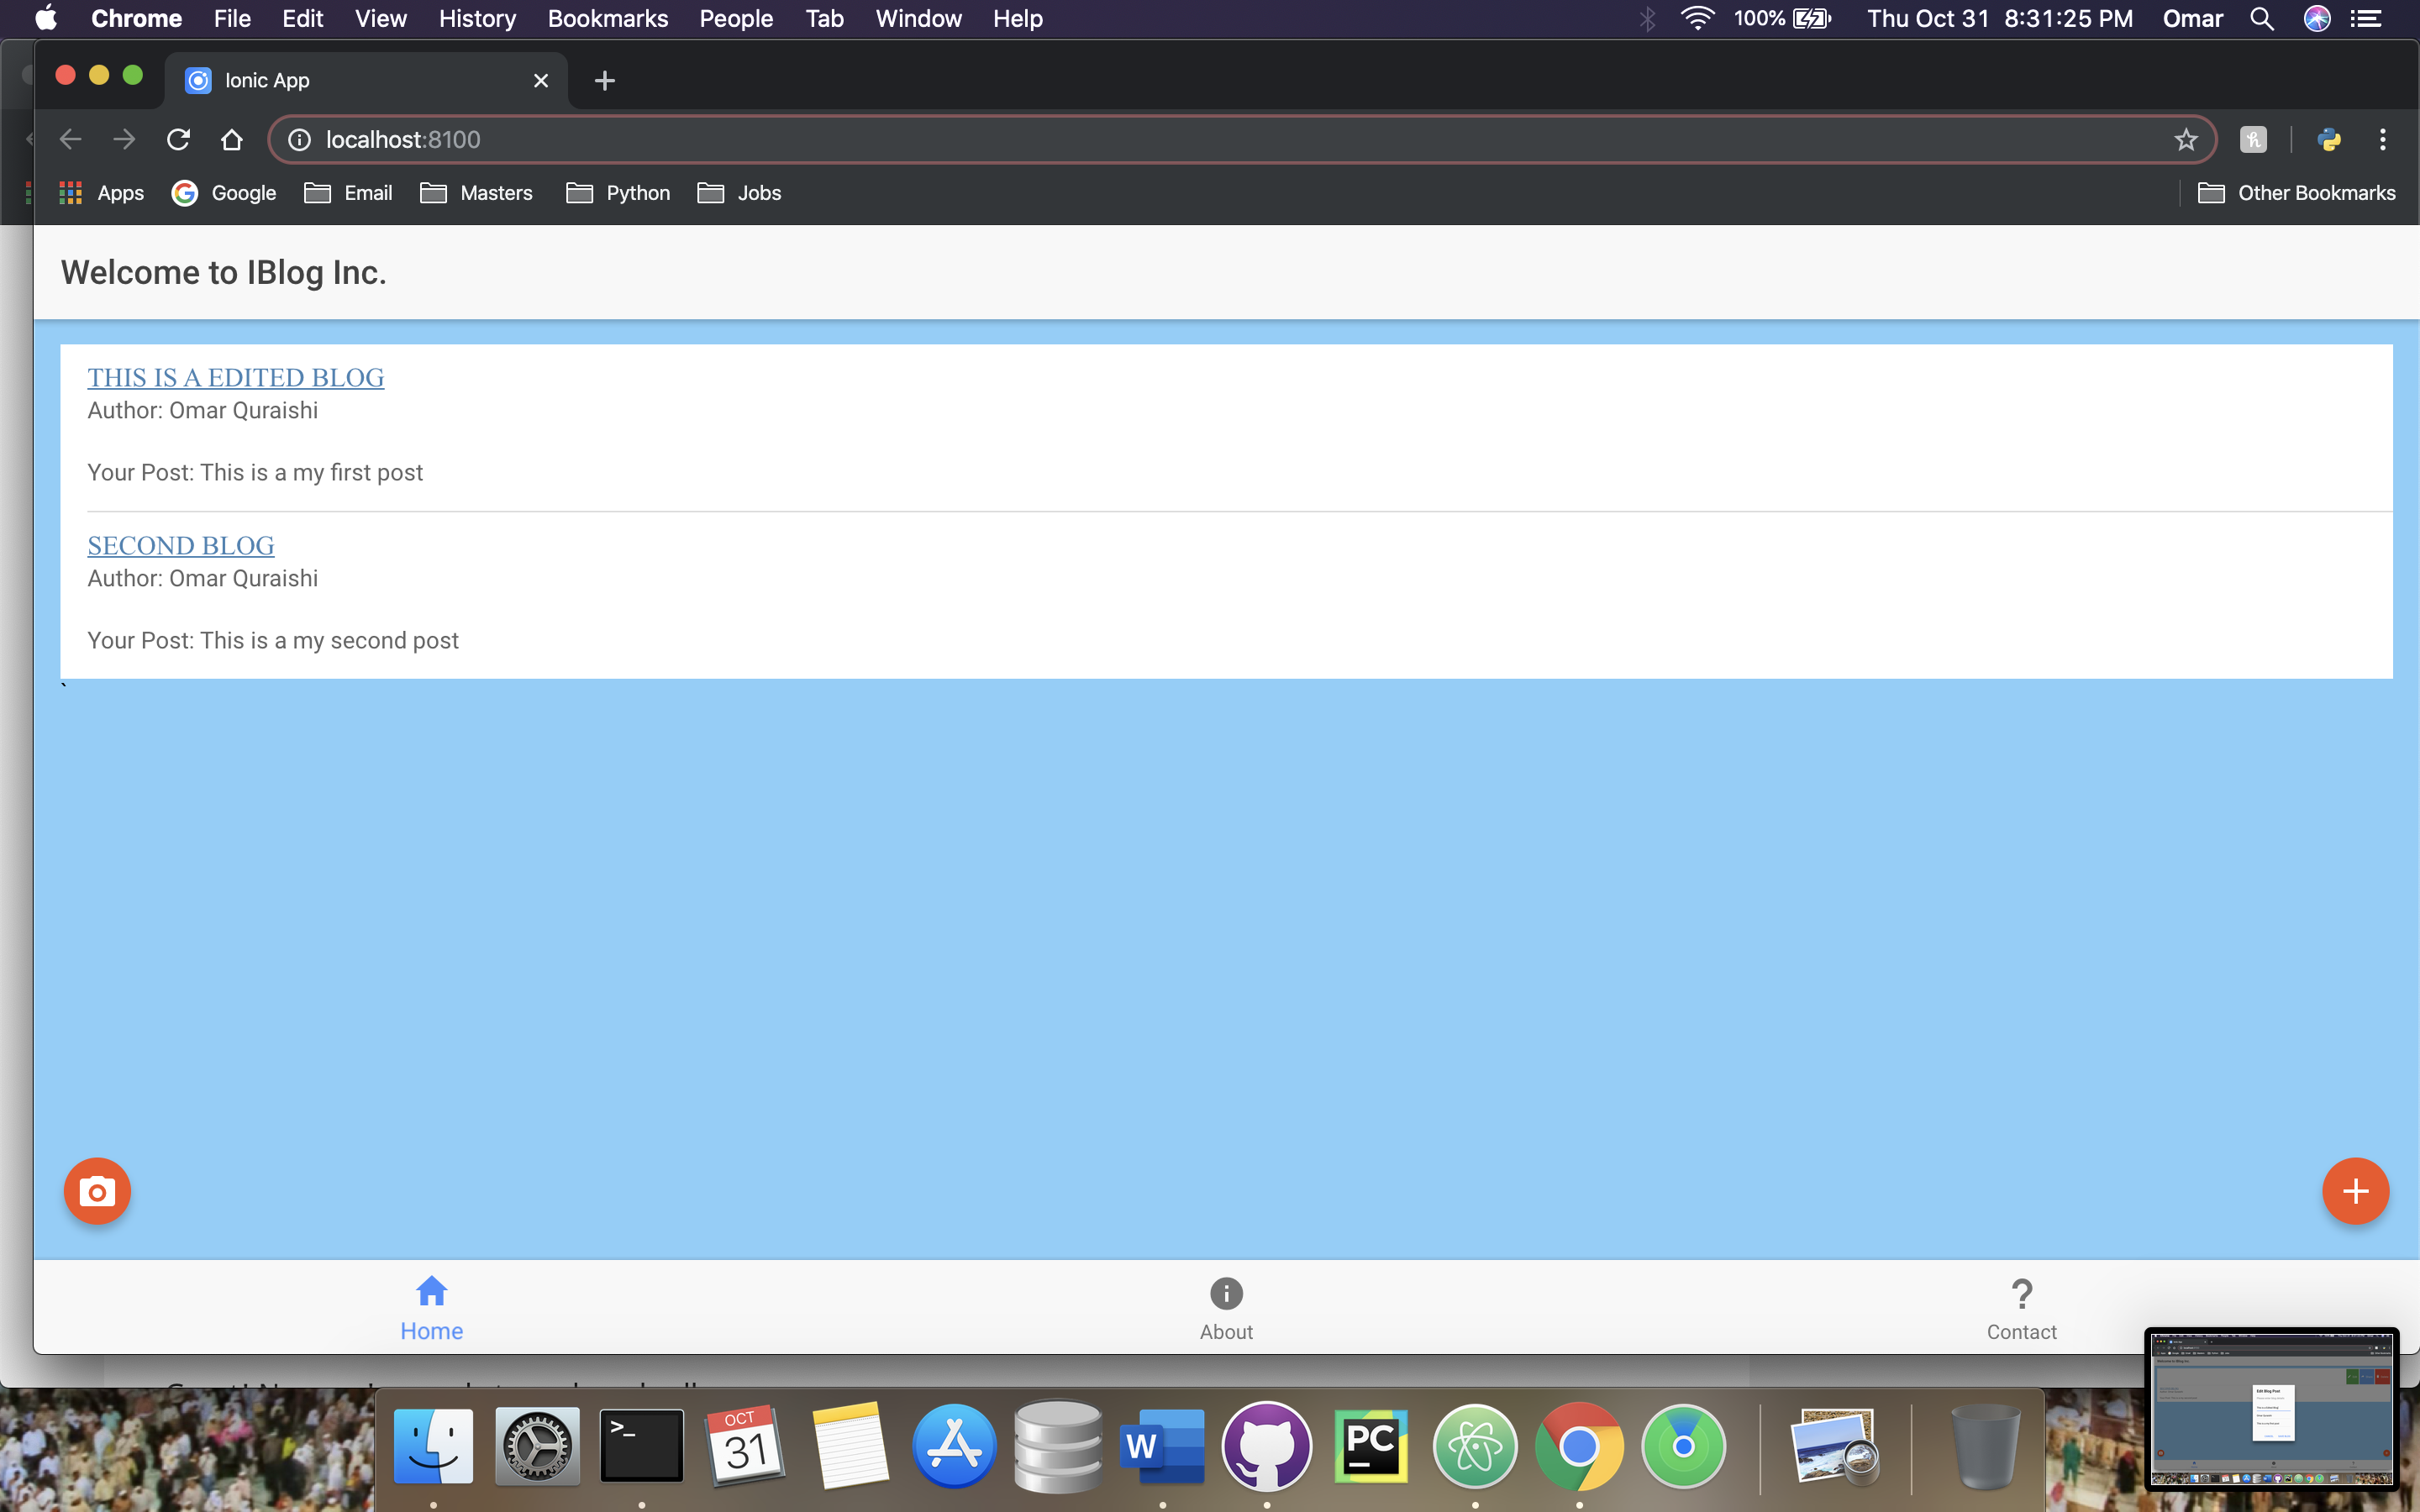 Chrome File Edit View History Bookmarks People Tab Window Help 100% Thu Oct 31 8:31:25 PM Omar
Ionic App
localhost:8100
Apps Google Email Masters Python Jobs Other Bookmarks
Welcome to IBlog Inc.
THIS IS A EDITED BLOG
Author: Omar Quraishi
Your Post: This is a my first post
SECOND BLOG
Author: Omar Quraishi
Your Post: This is a my second post
`
Home About Contact
OCT
31
>_
W
PC